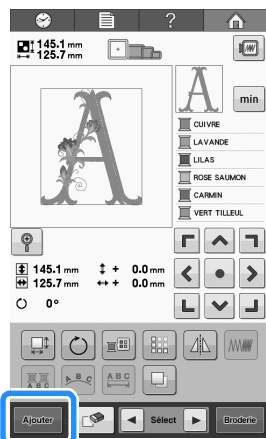 ?
145.1 mm
125.7 mm
min
CUIVRE
LAVANDE
LILAS
ROSE SAUMON
CARMIN
VERT TILLEUL
145.1 mm + 0.0 mm
125.7 mm + 0.0 mm
0°
A B C A B C A B C
Ajouter Sélect Broderie